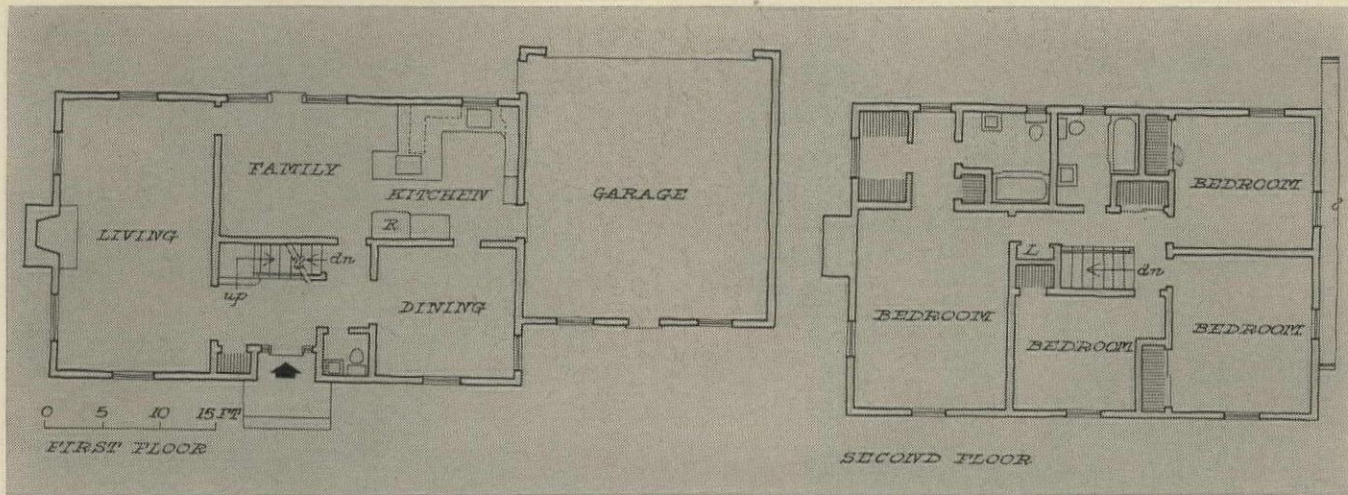 FAMILY
KITCHEN
R
LIVING
GARAGE
up
dn
DINING
0 5 10 15 FT
FIRST FLOOR
BEDROOM
L
dn
BEDROOM
BEDROOM
BEDROOM
SECOND FLOOR